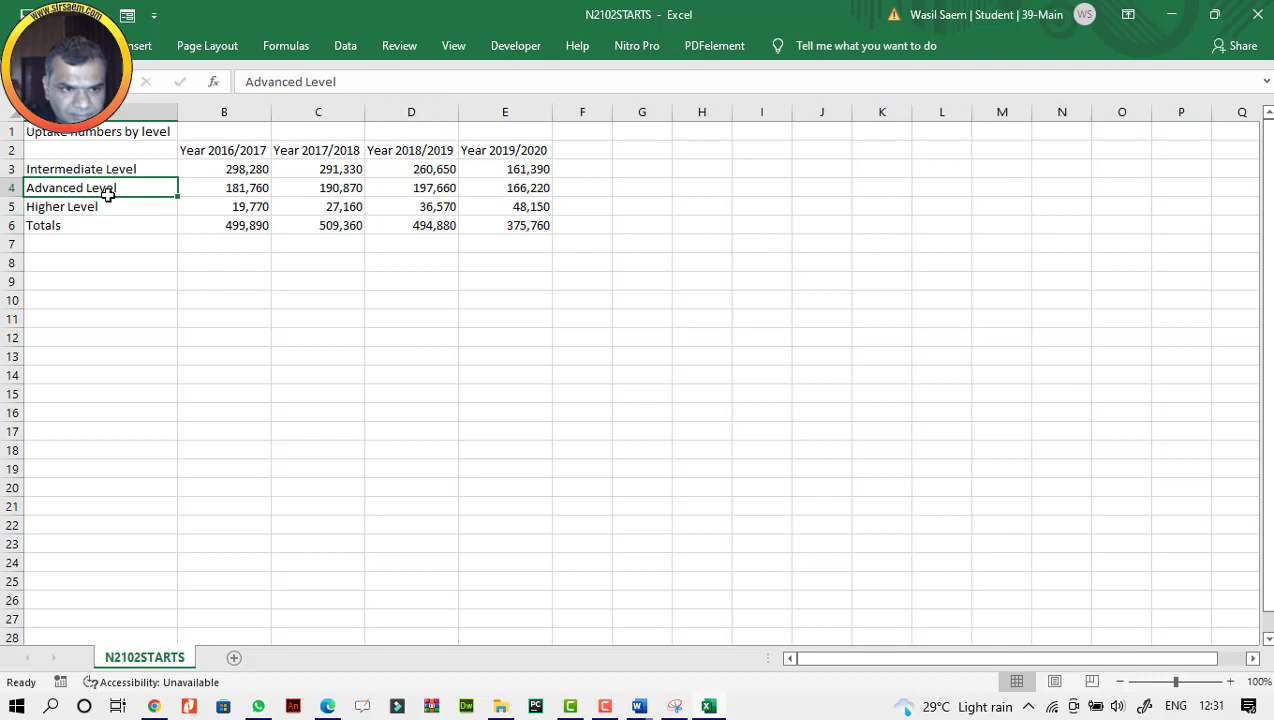 N2102STARTS - Excel
Wasil Saem | Student | 39-Main
WS
www.sirsaem.com
Page Layout
Formulas
Data
Review
View
Developer
Help
Nitro Pro
PDFelement
Tell me what you want to do
Share
fx
Advanced Level
B C D E F G H I J K L M N O P Q
1 Uptake numbers by level
2 Year 2016/2017 Year 2017/2018 Year 2018/2019 Year 2019/2020
3 Intermediate Level 298,280 291,330 260,650 161,390
4 Advanced Level 181,760 190,870 197,660 166,220
5 Higher Level 19,770 27,160 36,570 48,150
6 Totals 499,890 509,360 494,880 375,760
7
8
9
10
11
12
13
14
15
16
17
18
19
20
21
22
23
24
25
26
27
28
N2102STARTS
Ready
Accessibility: Unavailable
100%
29°C Light rain
ENG
12:31